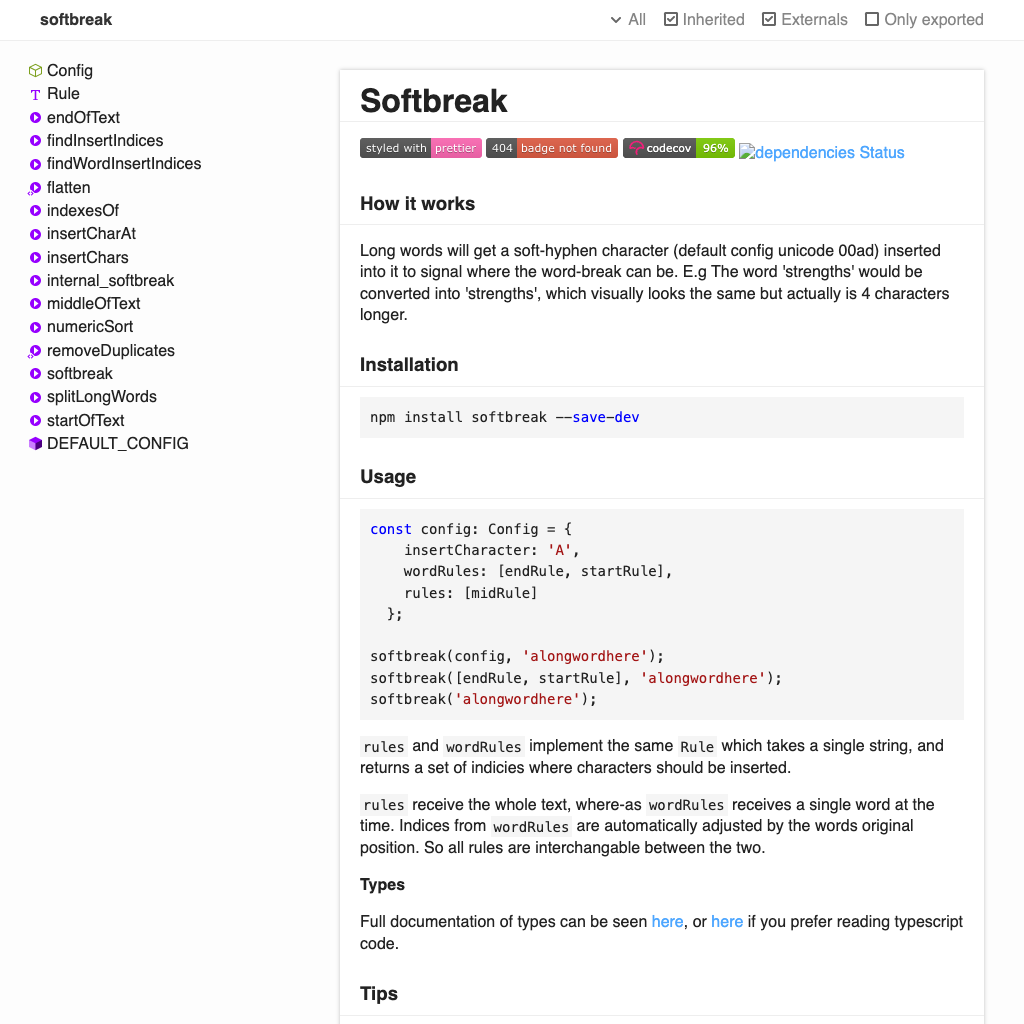 softbreak
All
Inherited
Externals
Only exported
Config
Rule
endOfText
findInsertIndices
findWordInsertIndices
flatten
indexesOf
insertCharAt
insertChars
internal_softbreak
middleOfText
numericSort
removeDuplicates
softbreak
splitLongWords
startOfText
DEFAULT_CONFIG
Softbreak
styled with prettier 404 badge not found codecov 96% dependencies Status
How it works
Long words will get a soft-hyphen character (default config unicode 00ad) inserted
into it to signal where the word-break can be. E.g The word 'strengths' would be
converted into 'strengths', which visually looks the same but actually is 4 characters
longer.
Installation
npm install softbreak --save-dev
Usage
const config: Config = {
    insertCharacter: 'A',
    wordRules: [endRule, startRule],
    rules: [midRule]
  };
softbreak(config, 'alongwordhere');
softbreak([endRule, startRule], 'alongwordhere');
softbreak('alongwordhere');
rules and wordRules implement the same Rule which takes a single string, and
returns a set of indicies where characters should be inserted.
rules receive the whole text, where-as wordRules receives a single word at the
time. Indices from wordRules are automatically adjusted by the words original
position. So all rules are interchangable between the two.
Types
Full documentation of types can be seen here, or here if you prefer reading typescript
code.
Tips